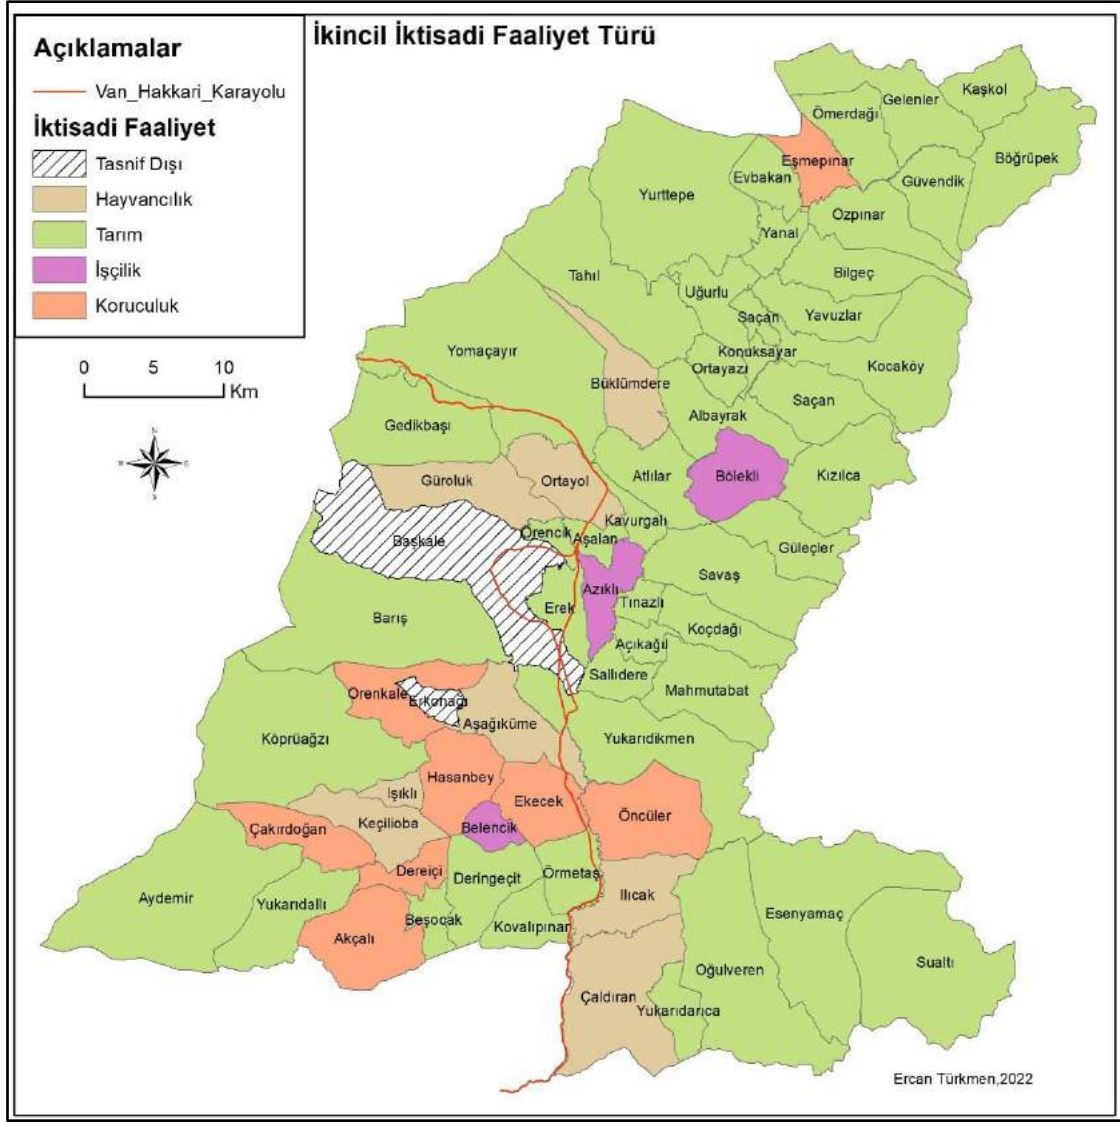 İkincil İktisadi Faaliyet Türü
Açıklamalar
Van_Hakkari_Karayolu
İktisadi Faaliyet
Tasnif Dışı
Hayvancılık
Tarım
İşçilik
Koruculuk
0 5 10
Km
N
W E
S
Kaşkol
Gelenler
Ömerdağı
Böğrüpek
Eşmepınar
Evbakan
Güvendik
Yurttepe
Özpınar
Yanal
Bilgeç
Tahıl
Uğurlu
Saçan
Yavuzlar
Yomaçayır
Konuksayar
Ortayazi
Kocaköy
Büklümdere
Saçan
Albayrak
Gedikbaşı
Güroluk
Ortayol
Atlılar
Bölekli
Kızılca
Kavurgalı
Örencik
Aşalan
Başkale
Güleçler
Savaş
Azıklı
Tınazlı
Erek
Barış
Koçdağı
Açıkağıl
Sallıdere
Mahmutabat
Örenkale
Erkonağı
Aşağıküme
Köprüağzı
Yukarıdikmen
Hasanbey
Işıklı
Ekecek
Öncüler
Keçilioba
Çakırdoğan
Belencik
Dereiçi
Deringeçit
Örmetaş
Aydemir
Yukarıdallı
Ilıcak
Esenyamaç
Beşocak
Kovalıpınar
Akçalı
Sualtı
Oğulveren
Çaldıran
Yukarıdarıca
Ercan Türkmen,2022